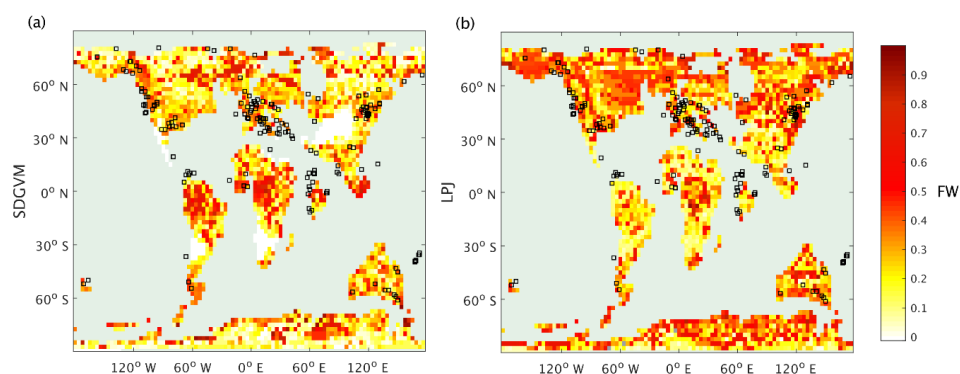 (a)
(b)
SDGVM
60° N
30° N
0° N
30° S
60° S
120° W
60° W
0° E
60° E
120° E
LPJ
60° N
30° N
0° N
30° S
60° S
120° W
60° W
0° E
60° E
120° E
0.9
0.8
0.7
0.6
0.5
0.4
0.3
0.2
0.1
0
FW